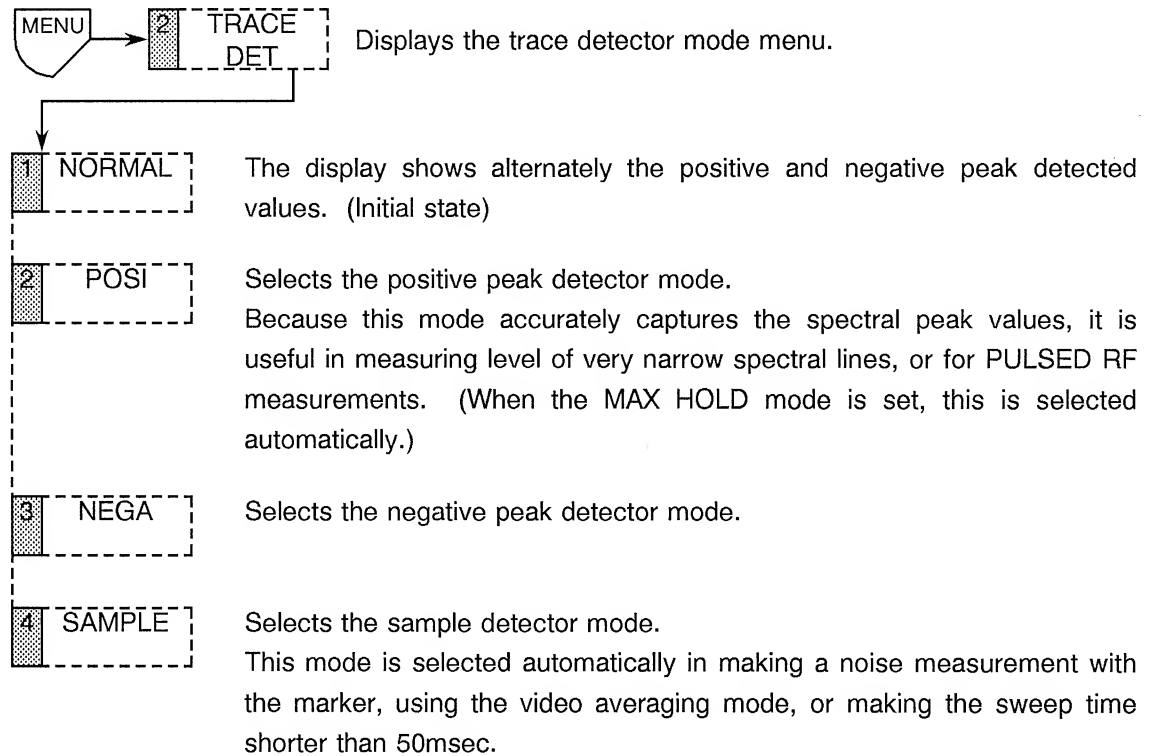 MENU
2 TRACE DET
Displays the trace detector mode menu.
1 NORMAL
The display shows alternately the positive and negative peak detected
values. (Initial state)
2 POSI
Selects the positive peak detector mode.
Because this mode accurately captures the spectral peak values, it is
useful in measuring level of very narrow spectral lines, or for PULSED RF
measurements. (When the MAX HOLD mode is set, this is selected
automatically.)
3 NEGA
Selects the negative peak detector mode.
4 SAMPLE
Selects the sample detector mode.
This mode is selected automatically in making a noise measurement with
the marker, using the video averaging mode, or making the sweep time
shorter than 50msec.